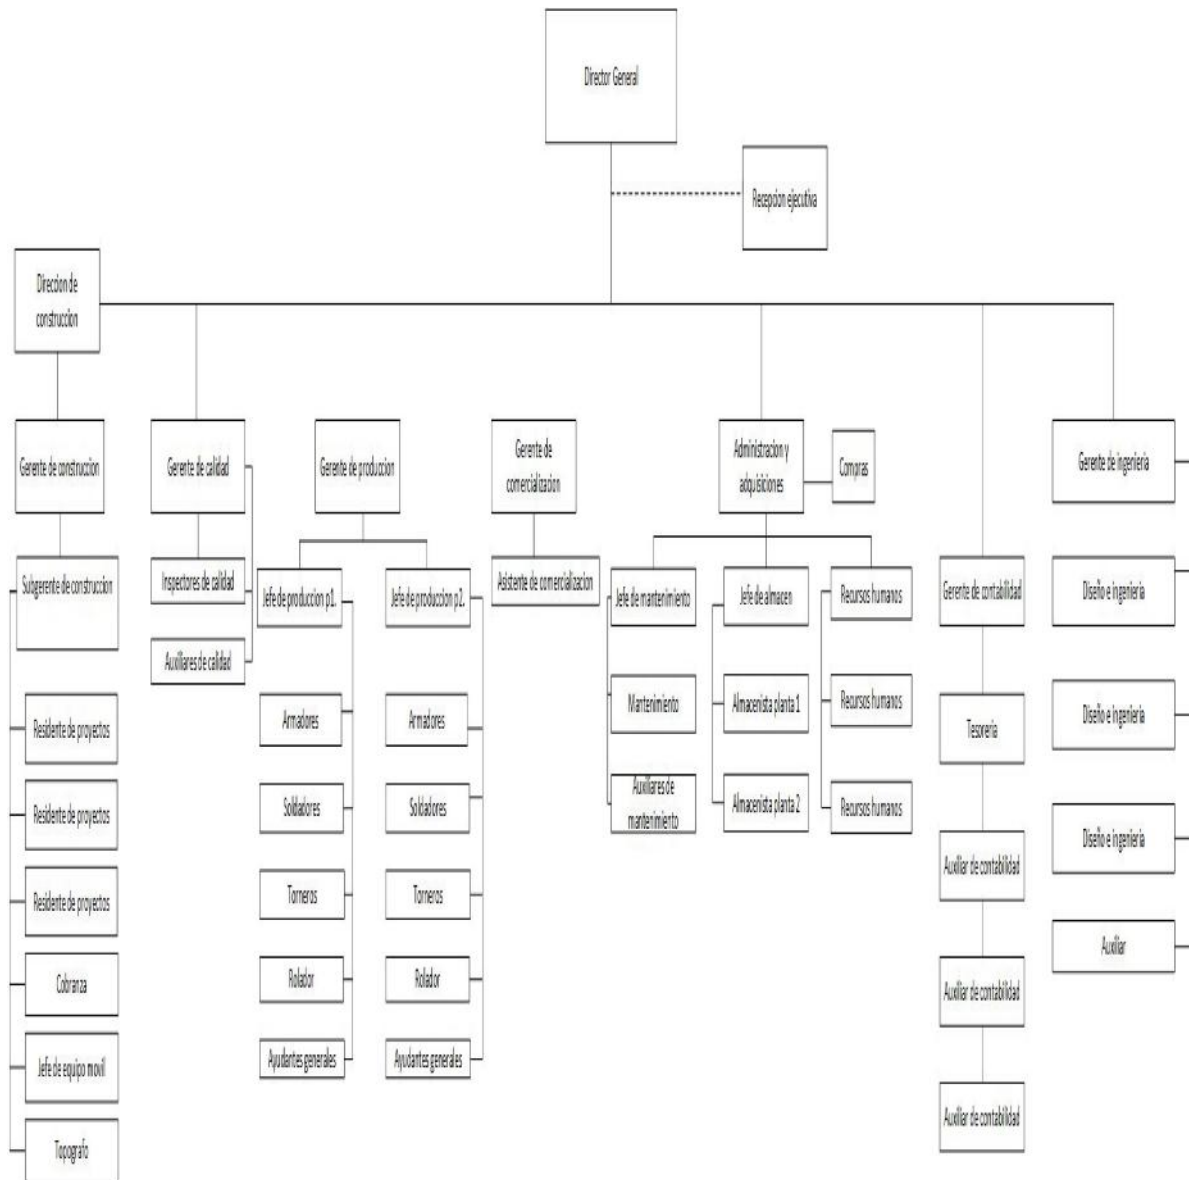 Director General
Recepcion ejecutiva
Direccion de
construccion
Gerente de construccion
Gerente de calidad
Gerente de produccion
Gerente de
comercializacion
Administracion y
adquisiciones
Compras
Gerente de ingenieria
Subgerente de construccion
Inspectores de calidad
Jefe de produccion p1.
Jefe de produccion p2.
Asistente de comercializacion
Jefe de mantenimiento
Jefe de almacen
Recursos humanos
Gerente de contabilidad
Diseño e ingenieria
Auxiliares de calidad
Residente de proyectos
Armadores
Armadores
Mantenimiento
Almacenista planta 1
Recursos humanos
Tesoreria
Diseño e ingenieria
Residente de proyectos
Soldadores
Soldadores
Auxiliares de
mantenimiento
Almacenista planta 2
Recursos humanos
Auxiliar de contabilidad
Diseño e ingenieria
Residente de proyectos
Torneros
Torneros
Auxiliar
Cobranza
Rolador
Rolador
Auxiliar de contabilidad
Jefe de equipo movil
Ayudantes generales
Ayudantes generales
Auxiliar de contabilidad
Topografo